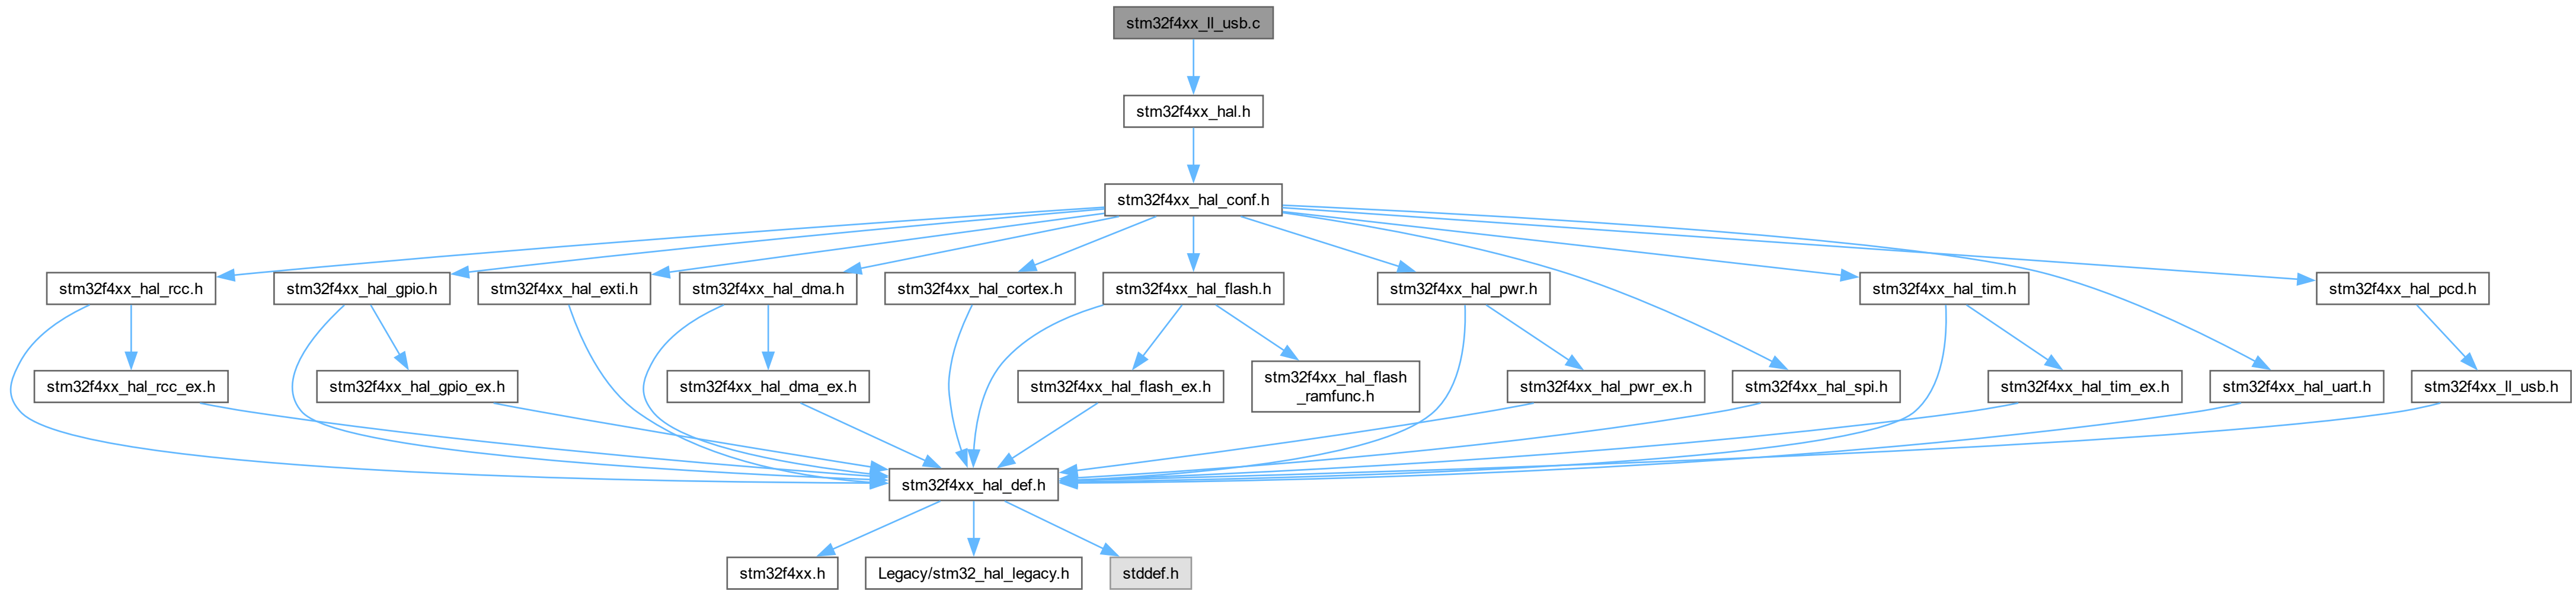 stm32f4xx_ll_usb.c
stm32f4xx_hal.h
stm32f4xx_hal_conf.h
stm32f4xx_hal_rcc.h
stm32f4xx_hal_gpio.h
stm32f4xx_hal_exti.h
stm32f4xx_hal_dma.h
stm32f4xx_hal_cortex.h
stm32f4xx_hal_flash.h
stm32f4xx_hal_pwr.h
stm32f4xx_hal_tim.h
stm32f4xx_hal_pcd.h
stm32f4xx_hal_rcc_ex.h
stm32f4xx_hal_gpio_ex.h
stm32f4xx_hal_dma_ex.h
stm32f4xx_hal_flash_ex.h
stm32f4xx_hal_flash
_ramfunc.h
stm32f4xx_hal_pwr_ex.h
stm32f4xx_hal_spi.h
stm32f4xx_hal_tim_ex.h
stm32f4xx_hal_uart.h
stm32f4xx_ll_usb.h
stm32f4xx_hal_def.h
stm32f4xx.h
Legacy/stm32_hal_legacy.h
stddef.h